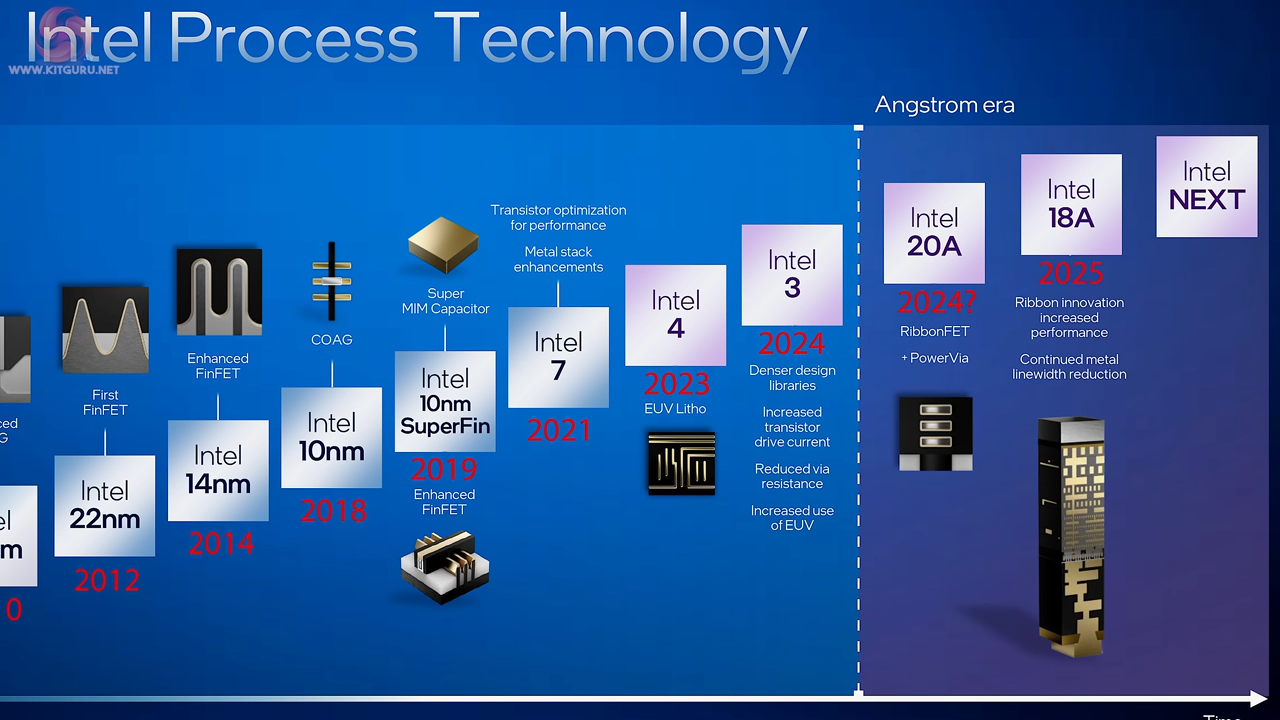 Intel Process Technology
WWW.KITGURU.NET
Angstrom era
Intel
NEXT
Intel
18A
2025
Ribbon innovation
increased
performance
Continued metal
linewidth reduction
Intel
20A
2024?
RibbonFET
+ PowerVia
Intel
3
2024
Denser design
libraries
Increased
transistor
drive current
Reduced via
resistance
Increased use
of EUV
Intel
4
2023
EUV Litho
Transistor optimization
for performance
Metal stack
enhancements
Intel
7
2021
Super
MIM Capacitor
Intel
10nm
SuperFin
2019
Enhanced
FinFET
COAG
Intel
10nm
2018
Enhanced
FinFET
Intel
14nm
2014
First
FinFET
Intel
22nm
2012
ced
G
el
m
0
Time